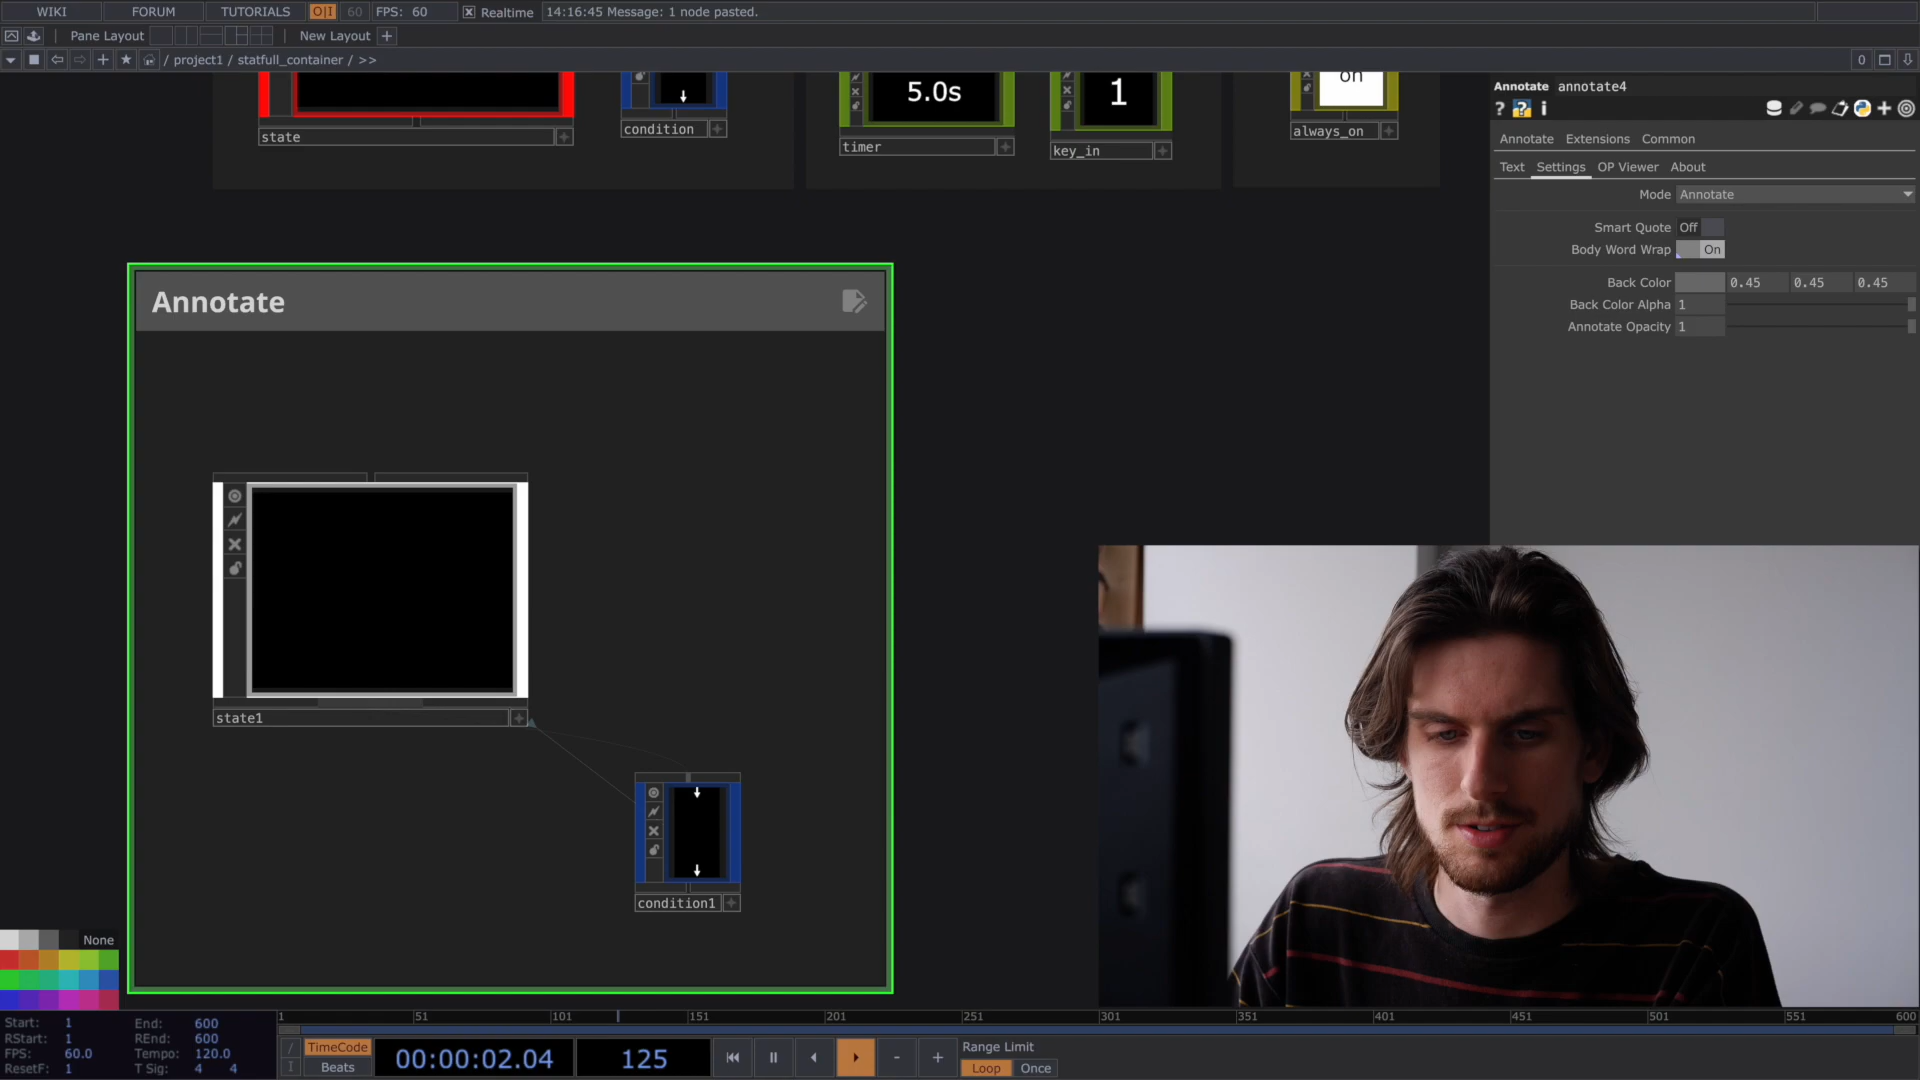 WIKI FORUM TUTORIALS O|I 60 FPS: 60 Realtime 14:16:45 Message: 1 node pasted.
Pane Layout New Layout +
/ project1 / statfull_container / >> 0
Annotate annotate4
5.0s 1 on
state condition timer key_in always_on
Annotate Extensions Common
Text Settings OP Viewer About
Mode Annotate
Smart Quote Off
Body Word Wrap On
Back Color 0.45 0.45 0.45
Back Color Alpha 1
Annotate Opacity 1
Annotate
state1
condition1
None
1 51 101 151 201 251 301 351 401 451 501 551 600
Start: 1 End: 600
RStart: 1 REnd: 600
FPS: 60.0 Tempo: 120.0
ResetF: 1 T Sig: 4 4
TimeCode
Beats
00:00:02.04 125
Range Limit
Loop Once